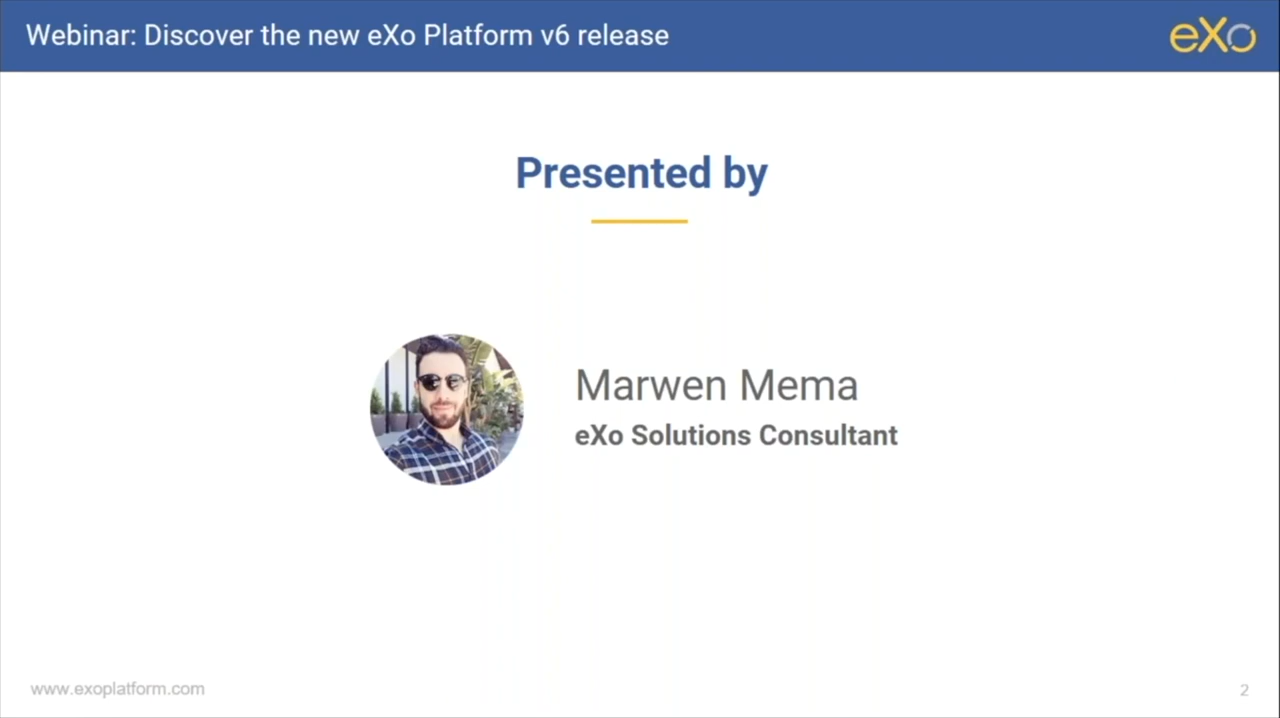 Webinar: Discover the new eXo Platform v6 release
eXo
Presented by
Marwen Mema
eXo Solutions Consultant
www.exoplatform.com
2